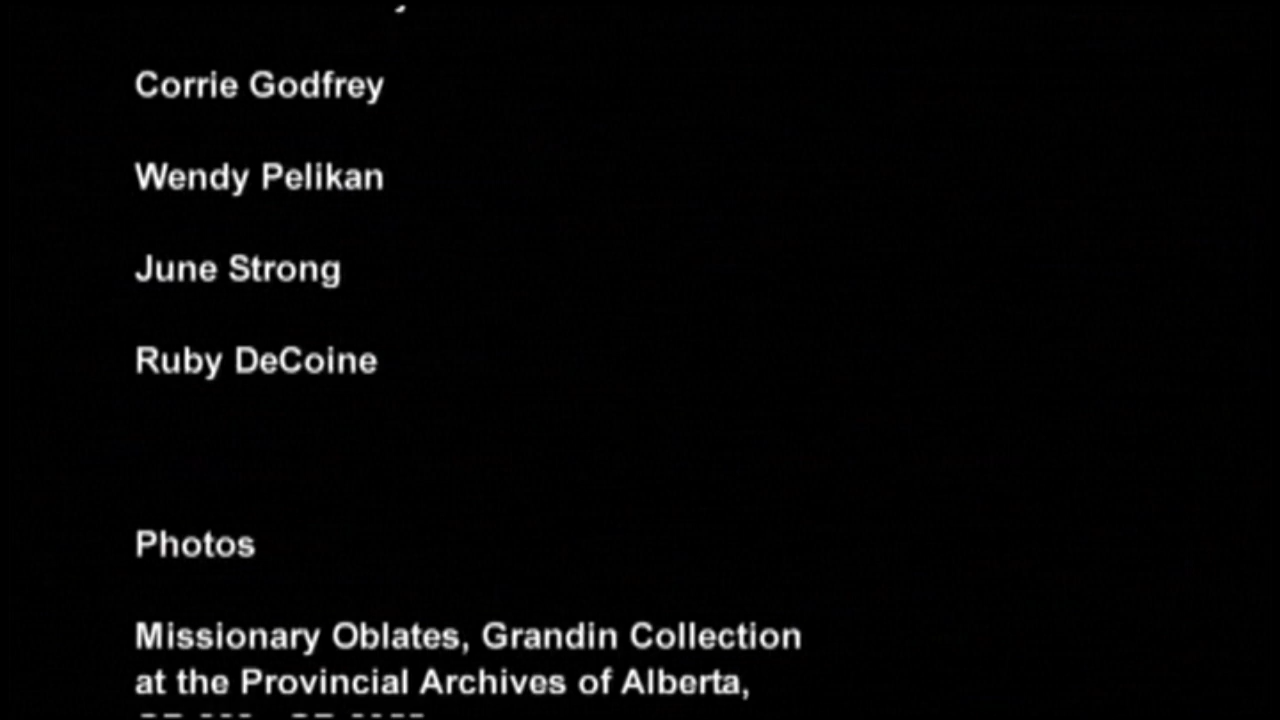 Corrie Godfrey
Wendy Pelikan
June Strong
Ruby DeCoine
Photos
Missionary Oblates, Grandin Collection
at the Provincial Archives of Alberta,